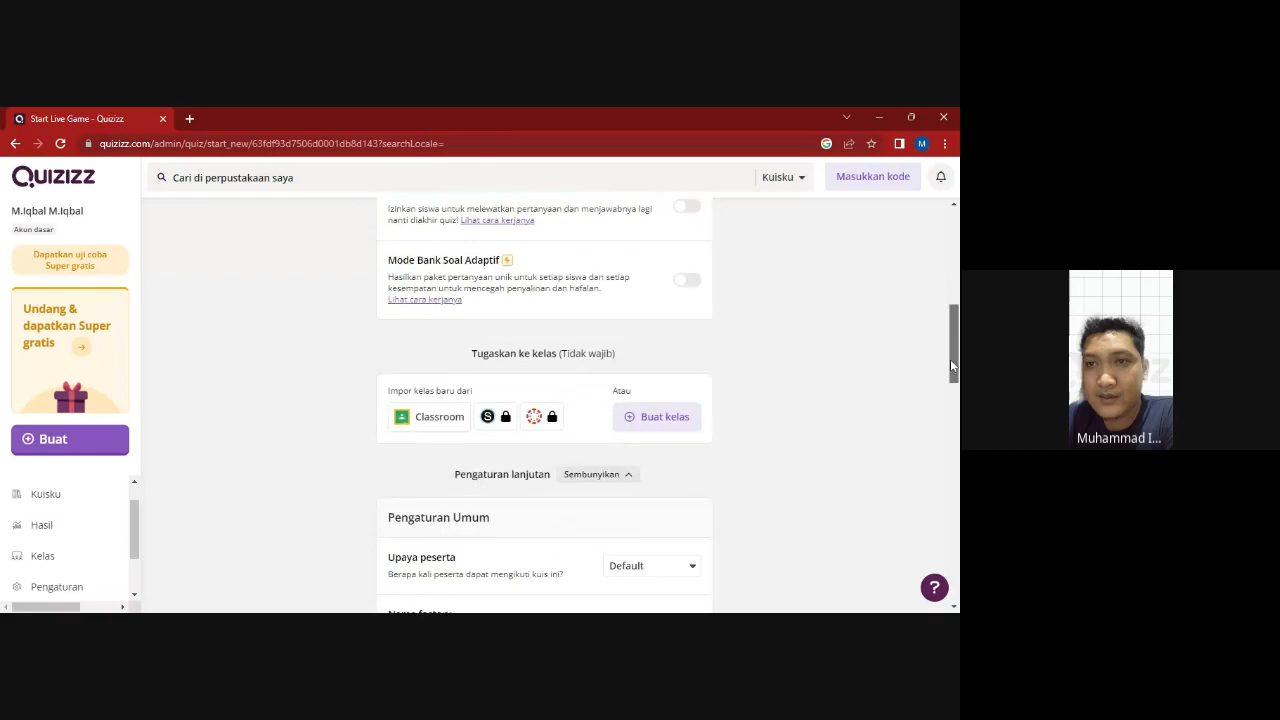 Start Live Game - Quizizz
quizizz.com/admin/quiz/start_new/63fdf93d7506d0001db8d143?searchLocale=
M
Quizizz
Cari di perpustakaan saya
Kuisku
Masukkan kode
M.Iqbal M.Iqbal
Akun dasar
Dapatkan uji coba
Super gratis
Undang &
dapatkan Super
gratis
Buat
Kuisku
Hasil
Kelas
Pengaturan
Izinkan siswa untuk melewatkan pertanyaan dan menjawabnya lagi
nanti diakhir quiz! Lihat cara kerjanya
Mode Bank Soal Adaptif
Hasilkan paket pertanyaan unik untuk setiap siswa dan setiap
kesempatan untuk mencegah penyalinan dan hafalan.
Lihat cara kerjanya
Tugaskan ke kelas (Tidak wajib)
Impor kelas baru dari
Atau
Classroom
S
Buat kelas
Pengaturan lanjutan
Sembunyikan
Pengaturan Umum
Upaya peserta
Berapa kali peserta dapat mengikuti kuis ini?
Default
?
Muhammad I...